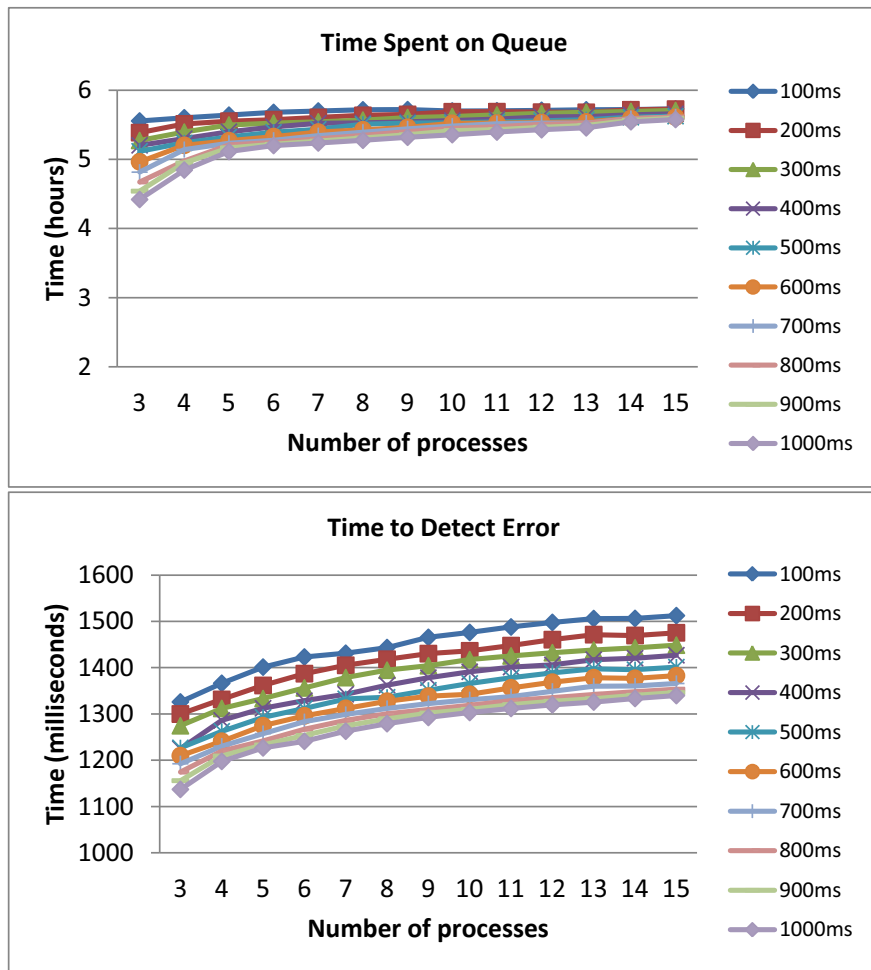 Time Spent on Queue
Time (hours)
6
5
4
3
2
3 4 5 6 7 8 9 10 11 12 13 14 15
Number of processes
100ms
200ms
300ms
400ms
500ms
600ms
700ms
800ms
900ms
1000ms
Time to Detect Error
Time (milliseconds)
1600
1500
1400
1300
1200
1100
1000
3 4 5 6 7 8 9 10 11 12 13 14 15
Number of processes
100ms
200ms
300ms
400ms
500ms
600ms
700ms
800ms
900ms
1000ms